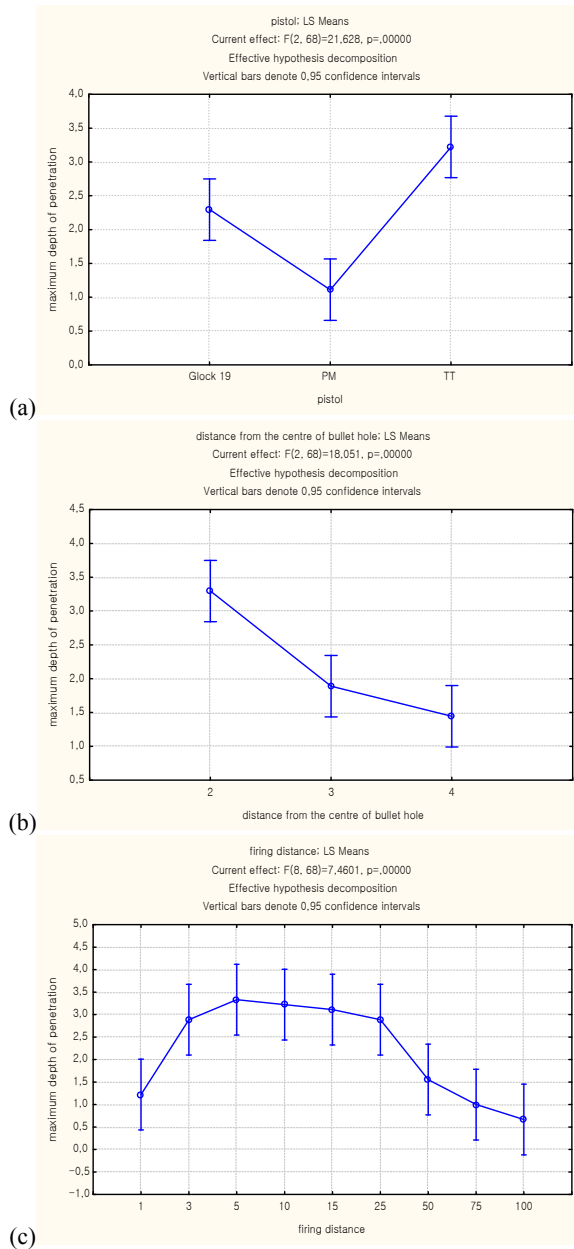 pistol; LS Means
Current effect: F(2, 68)=21,628, p=,00000
Effective hypothesis decomposition
Vertical bars denote 0,95 confidence intervals
4,0
3,5
3,0
2,5
2,0
1,5
1,0
0,5
0,0
maximum depth of penetration
Glock 19 PM TT
pistol
(a)
distance from the centre of bullet hole; LS Means
Current effect: F(2, 68)=18,051, p=,00000
Effective hypothesis decomposition
Vertical bars denote 0,95 confidence intervals
4,5
4,0
3,5
3,0
2,5
2,0
1,5
1,0
0,5
maximum depth of penetration
2 3 4
distance from the centre of bullet hole
(b)
firing distance; LS Means
Current effect: F(8, 68)=7,4601, p=,00000
Effective hypothesis decomposition
Vertical bars denote 0,95 confidence intervals
5,0
4,5
4,0
3,5
3,0
2,5
2,0
1,5
1,0
0,5
0,0
-0,5
-1,0
maximum depth of penetration
1 3 5 10 15 25 50 75 100
firing distance
(c)